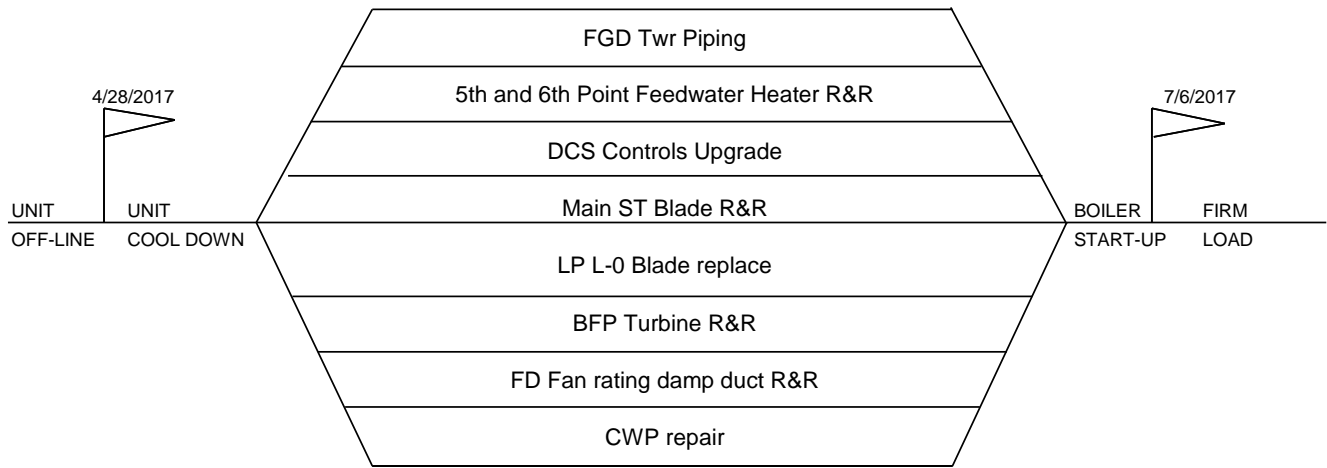 FGD Twr Piping
4/28/2017
7/6/2017
5th and 6th Point Feedwater Heater R&R
DCS Controls Upgrade
UNIT
UNIT
Main ST Blade R&R
BOILER
FIRM
OFF-LINE
COOL DOWN
START-UP
LOAD
LP L-0 Blade replace
BFP Turbine R&R
FD Fan rating damp duct R&R
CWP repair